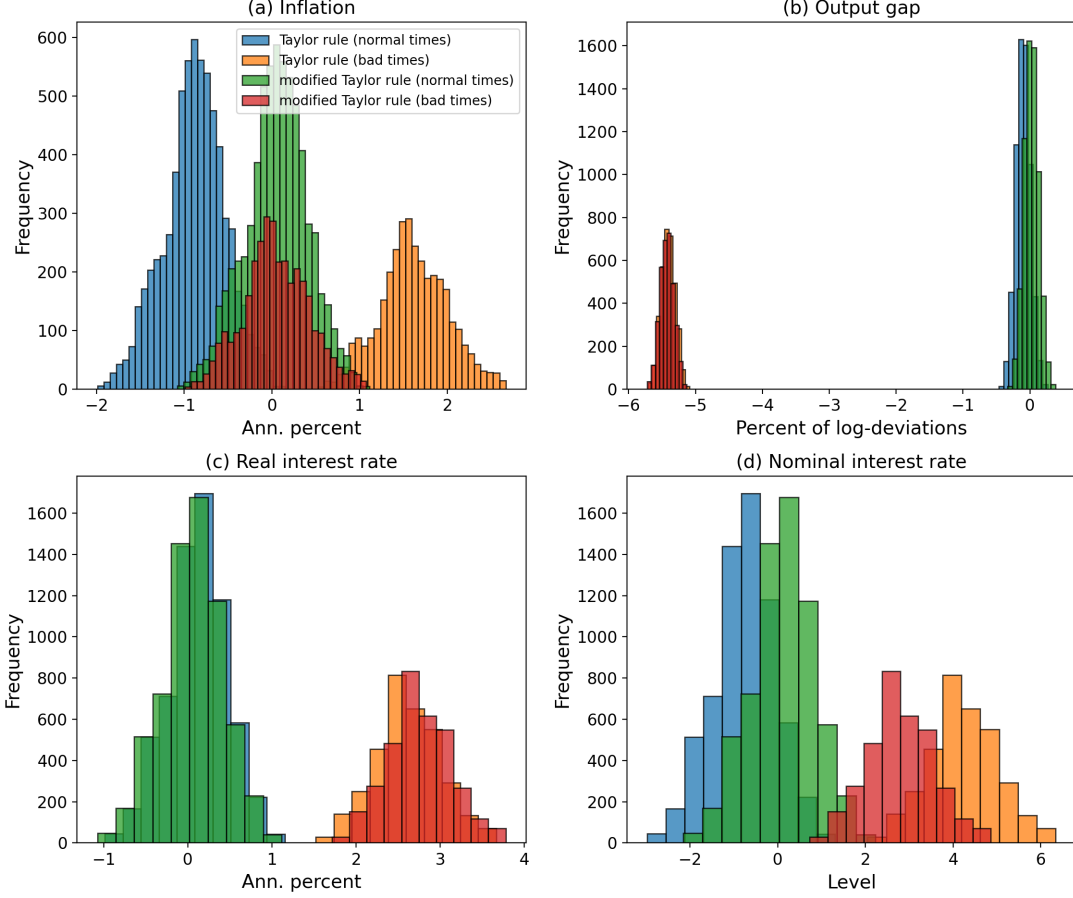 (a) Inflation
Frequency
600
500
400
300
200
100
0
Taylor rule (normal times)
Taylor rule (bad times)
modified Taylor rule (normal times)
modified Taylor rule (bad times)
−2 −1 0 1 2
Ann. percent
(b) Output gap
Frequency
1600
1400
1200
1000
800
600
400
200
0
−6 −5 −4 −3 −2 −1 0
Percent of log-deviations
(c) Real interest rate
Frequency
1600
1400
1200
1000
800
600
400
200
0
−1 0 1 2 3 4
Ann. percent
(d) Nominal interest rate
Frequency
1600
1400
1200
1000
800
600
400
200
0
−2 0 2 4 6
Level